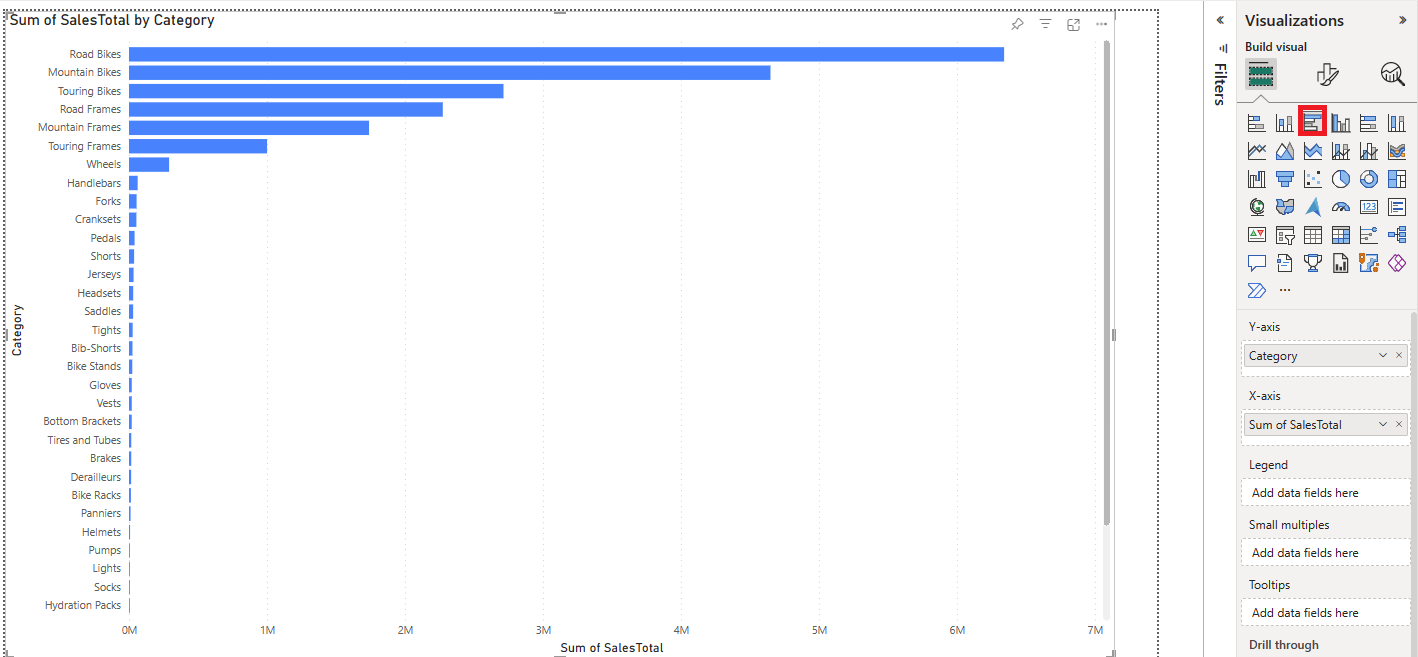 Sum of SalesTotal by Category
Category
Road Bikes
Mountain Bikes
Touring Bikes
Road Frames
Mountain Frames
Touring Frames
Wheels
Handlebars
Forks
Cranksets
Pedals
Shorts
Jerseys
Headsets
Saddles
Tights
Bib-Shorts
Bike Stands
Gloves
Vests
Bottom Brackets
Tires and Tubes
Brakes
Derailleurs
Bike Racks
Panniers
Helmets
Pumps
Lights
Socks
Hydration Packs
0M 1M 2M 3M 4M 5M 6M 7M
Sum of SalesTotal
Filters
Visualizations
Build visual
123
Y-axis
Category
X-axis
Sum of SalesTotal
Legend
Add data fields here
Small multiples
Add data fields here
Tooltips
Add data fields here
Drill through